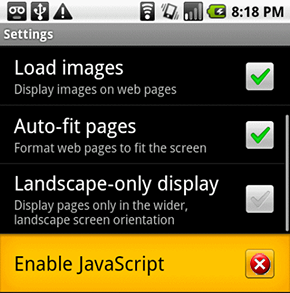 8:18 PM
Settings
Load images
Display images on web pages
Auto-fit pages
Format web pages to fit the screen
Landscape-only display
Display pages only in the wider,
landscape screen orientation
Enable JavaScript